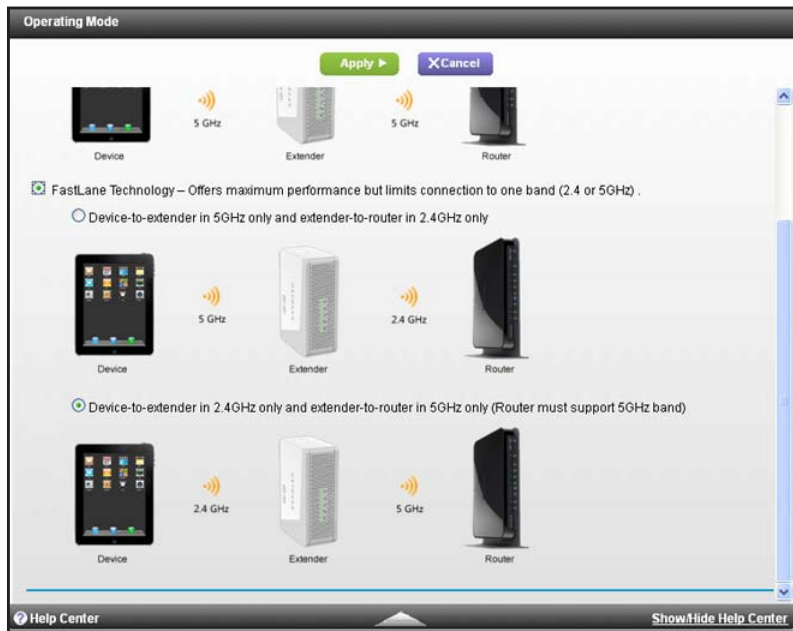 Operating Mode
Apply XCancel
5 GHz 5 GHz
Device Extender Router
FastLane Technology – Offers maximum performance but limits connection to one band (2.4 or 5GHz) .
Device-to-extender in 5GHz only and extender-to-router in 2.4GHz only
5 GHz 2.4 GHz
Device Extender Router
Device-to-extender in 2.4GHz only and extender-to-router in 5GHz only (Router must support 5GHz band)
2.4 GHz 5 GHz
Device Extender Router
? Help Center Show/Hide Help Center